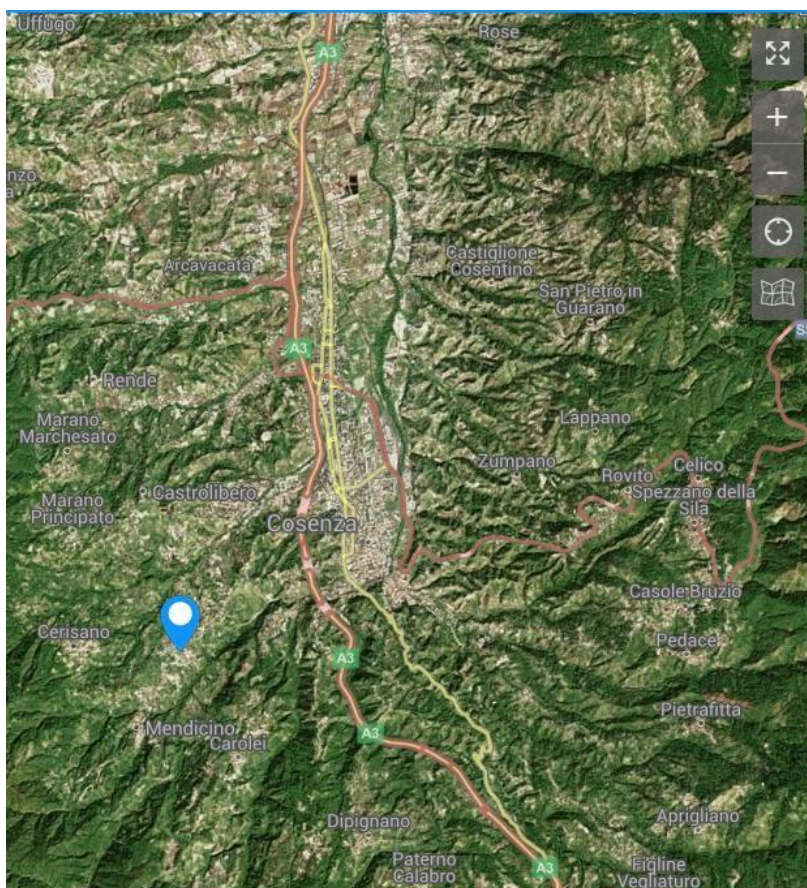 Uffugo
Rose
A3
nzo
a
Arcavacata
Castiglione
Cosentino
San Pietro in
Guarano
A3
Rende
Marano
Marchesato
Lappano
Zumpano
Rovito
Celico
Castrolibero
Spezzano della
Sila
Marano
Principato
Cosenza
Casole Bruzio
Cerisano
Pedace
A3
Pietrafitta
Mendicino
Carolei
A3
Dipignano
Aprigliano
Paterno
Calabro
Figline
Vegliaturo
A3